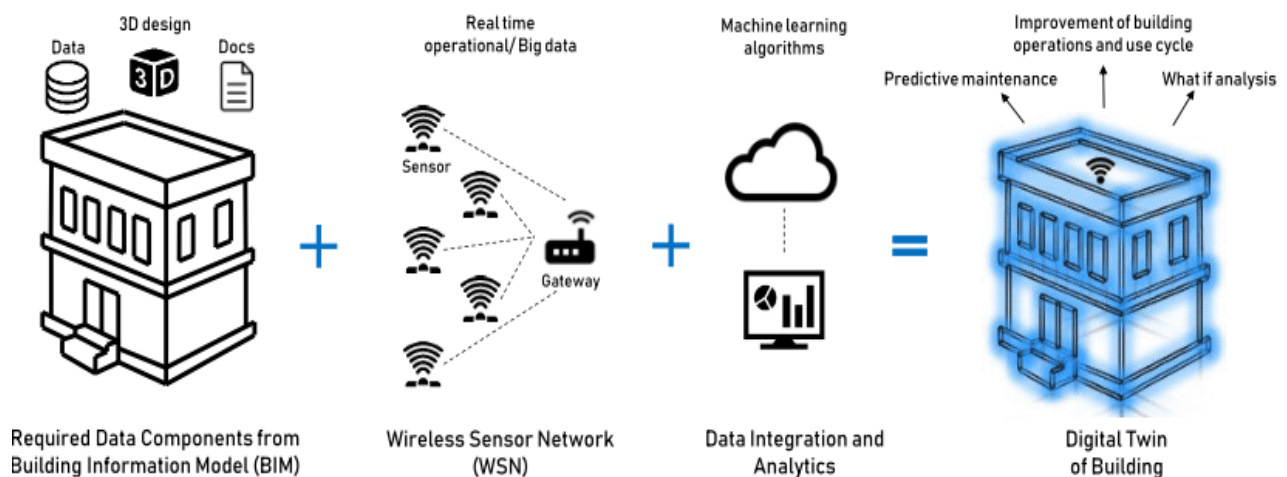 3D design
Data
Docs
3D
Required Data Components from
Building Information Model (BIM)
+
Real time
operational/ Big data
Sensor
Gateway
Wireless Sensor Network
(WSN)
+
Machine learning
algorithms
Data Integration and
Analytics
=
Improvement of building
operations and use cycle
Predictive maintenance
What if analysis
Digital Twin
of Building